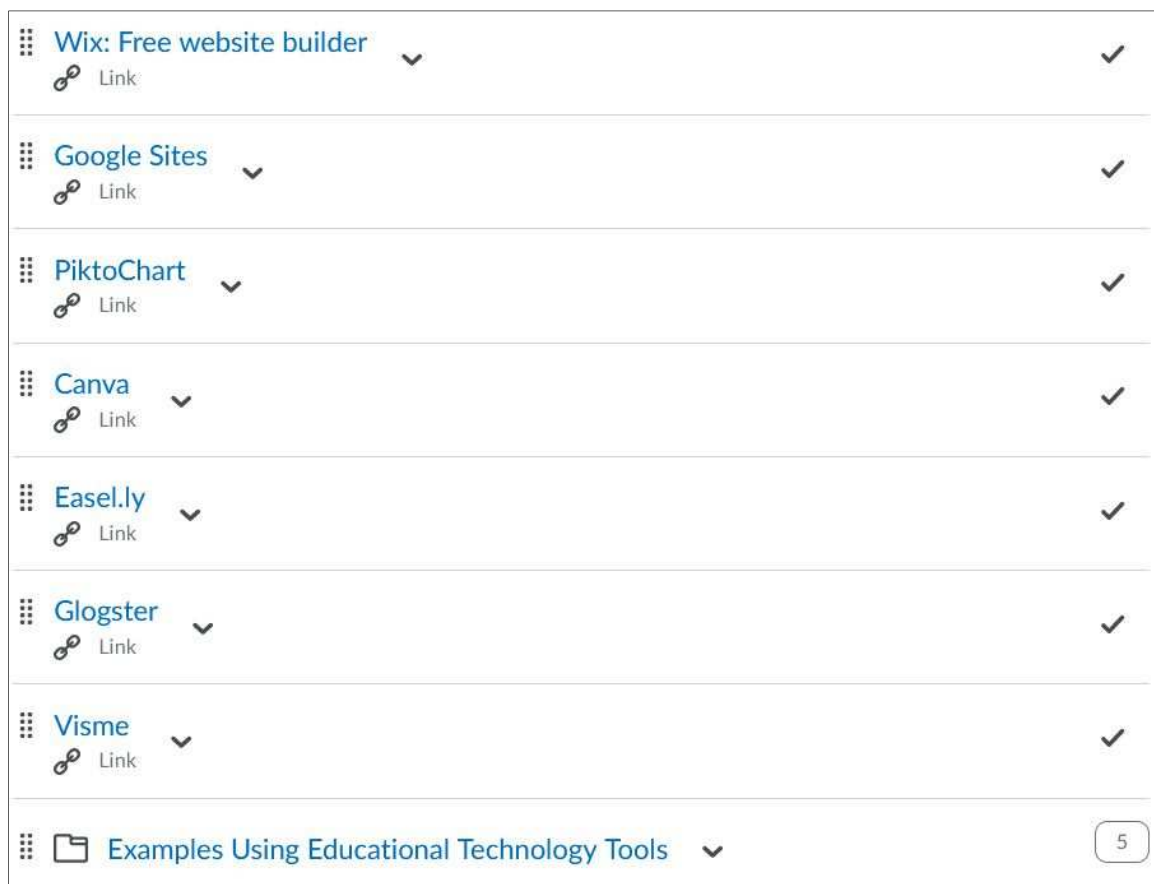 Wix: Free website builder
Link
Google Sites
Link
PiktoChart
Link
Canva
Link
Easel.ly
Link
Glogster
Link
Visme
Link
Examples Using Educational Technology Tools
5